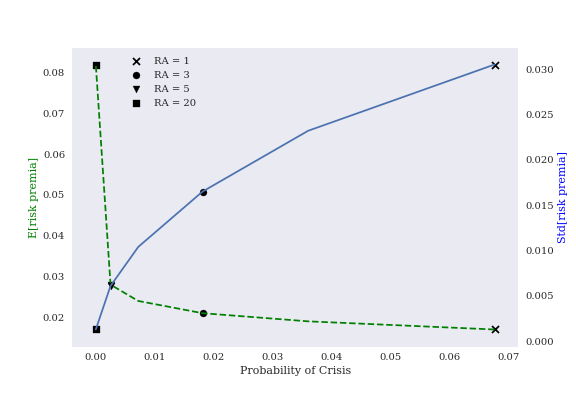 RA = 1
RA = 3
RA = 5
RA = 20
E[risk premia]
0.08
0.07
0.06
0.05
0.04
0.03
0.02
Std[risk premia]
0.030
0.025
0.020
0.015
0.010
0.005
0.000
0.00 0.01 0.02 0.03 0.04 0.05 0.06 0.07
Probability of Crisis